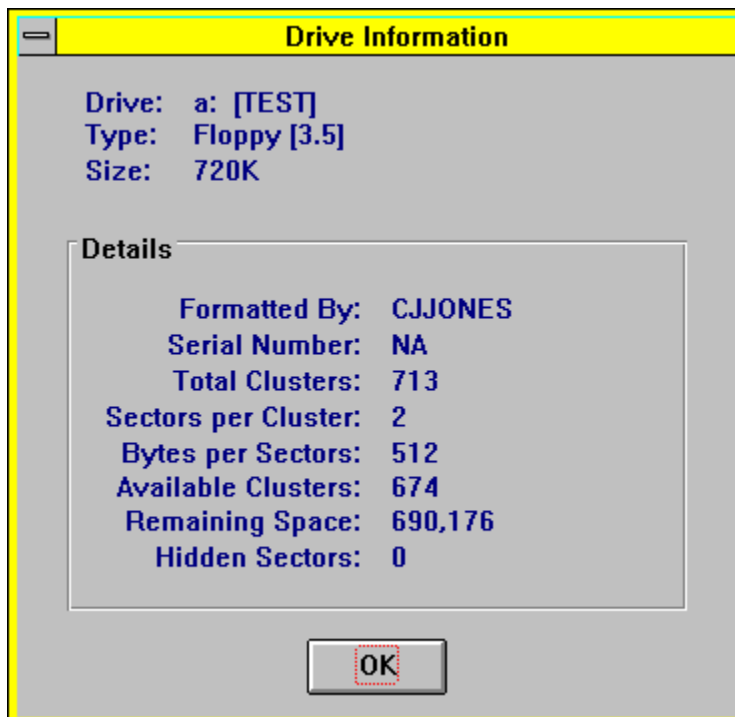 Drive Information
Drive: a: [TEST]
Type: Floppy [3.5]
Size: 720K
Details
Formatted By: CJJONES
Serial Number: NA
Total Clusters: 713
Sectors per Cluster: 2
Bytes per Sectors: 512
Available Clusters: 674
Remaining Space: 690,176
Hidden Sectors: 0
OK